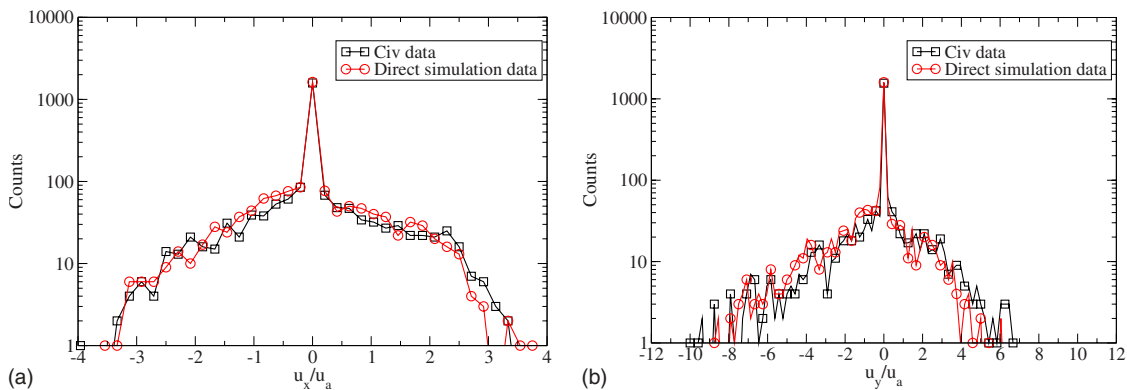 10000
1000
100
10
1
Counts
-4 -3 -2 -1 0 1 2 3 4
u_x/u_a
Civ data
Direct simulation data
(a)
10000
1000
100
10
1
Counts
-12 -10 -8 -6 -4 -2 0 2 4 6 8 10 12
u_y/u_a
Civ data
Direct simulation data
(b)